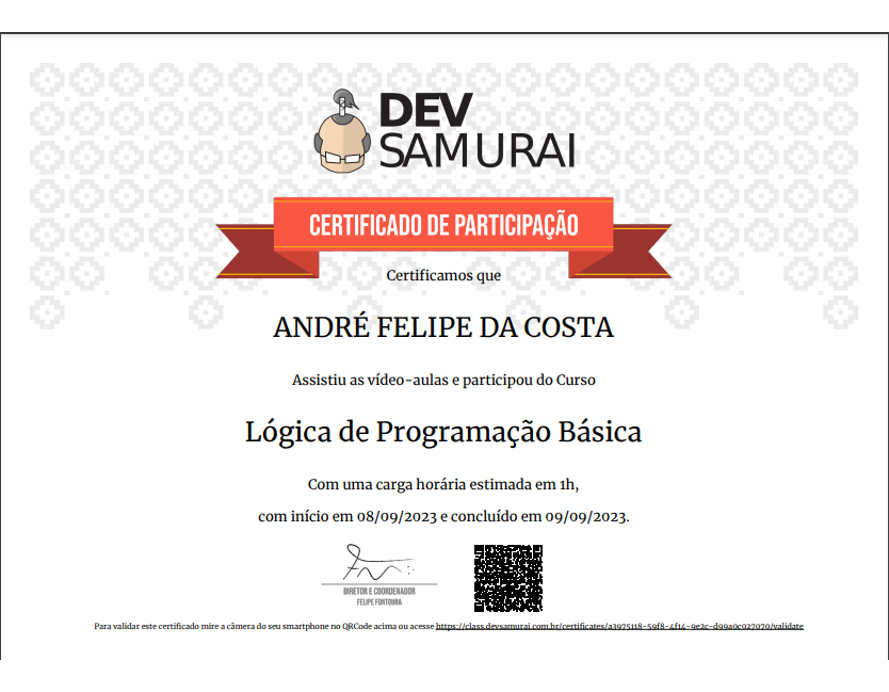 DEV
SAMURAI
CERTIFICADO DE PARTICIPAÇÃO
Certificamos que
ANDRÉ FELIPE DA COSTA
Assistiu as vídeo-aulas e participou do Curso
Lógica de Programação Básica
Com uma carga horária estimada em 1h,
com início em 08/09/2023 e concluído em 09/09/2023.
DIRETOR E COORDENADOR
FELIPE FONTOURA
Para validar este certificado mire a câmera do seu smartphone no QRCode acima ou acesse https://class.devsamurai.com.br/certificates/a3975118-59f8-4f14-9e2c-d99a0c027070/validate